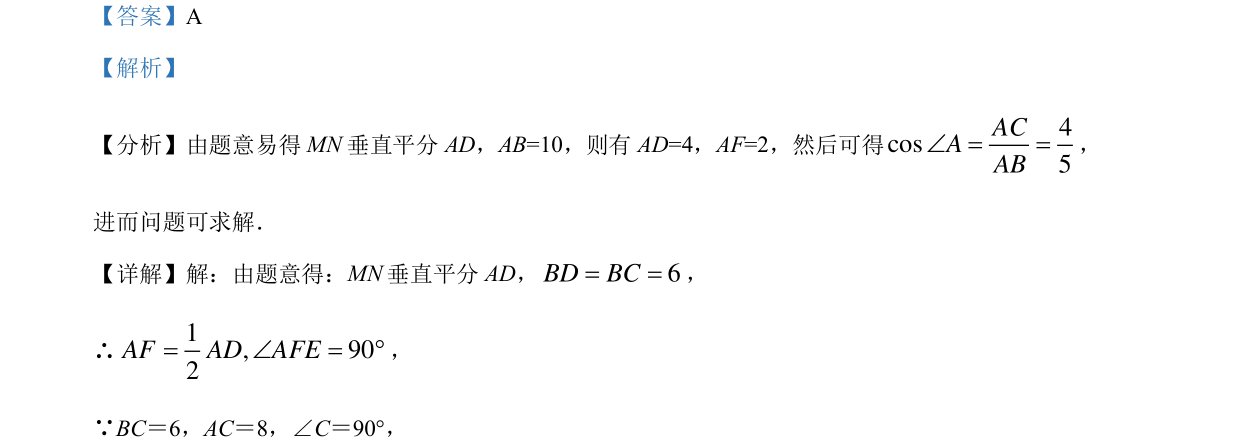 【答案】A
【解析】
【分析】由题意易得 MN 垂直平分 AD，AB=10，则有 AD=4，AF=2，然后可得 cos∠A = AC/AB = 4/5，
进而问题可求解．
【详解】解：由题意得：MN 垂直平分 AD，BD = BC = 6，
∴ AF = 1/2 AD,∠AFE = 90°，
∵BC＝6，AC＝8，∠C＝90°，